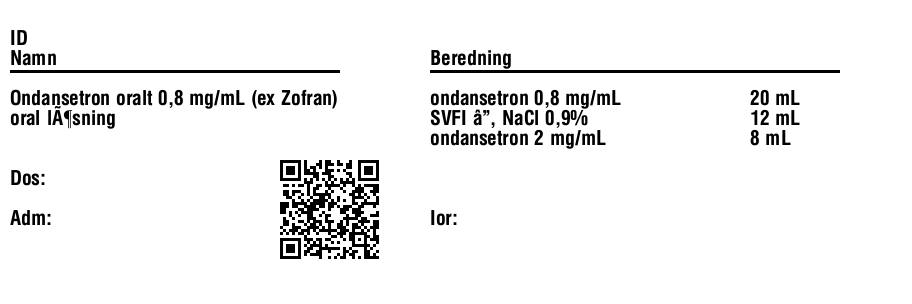 ID
Namn
Ondansetron oralt 0,8 mg/mL (ex Zofran)
oral lÃ¶sning
Dos:
Adm:
Beredning
ondansetron 0,8 mg/mL 20 mL
SVFI â”, NaCl 0,9% 12 mL
ondansetron 2 mg/mL 8 mL
Ior: